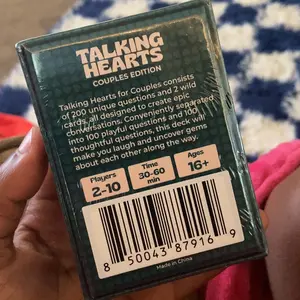 TALKING
HEARTS
COUPLES EDITION
Talking Hearts for Couples consists
of 200 unique questions and 2 wild
cards, all designed to create epic
conversations. Conveniently separated
into 100 playful questions and 100
thoughtful questions, this deck will
make you laugh and uncover gems
about each other along the way.
Players
2-10
Time
30-60
min
Ages
16+
8 50043 87916 9
Made in China